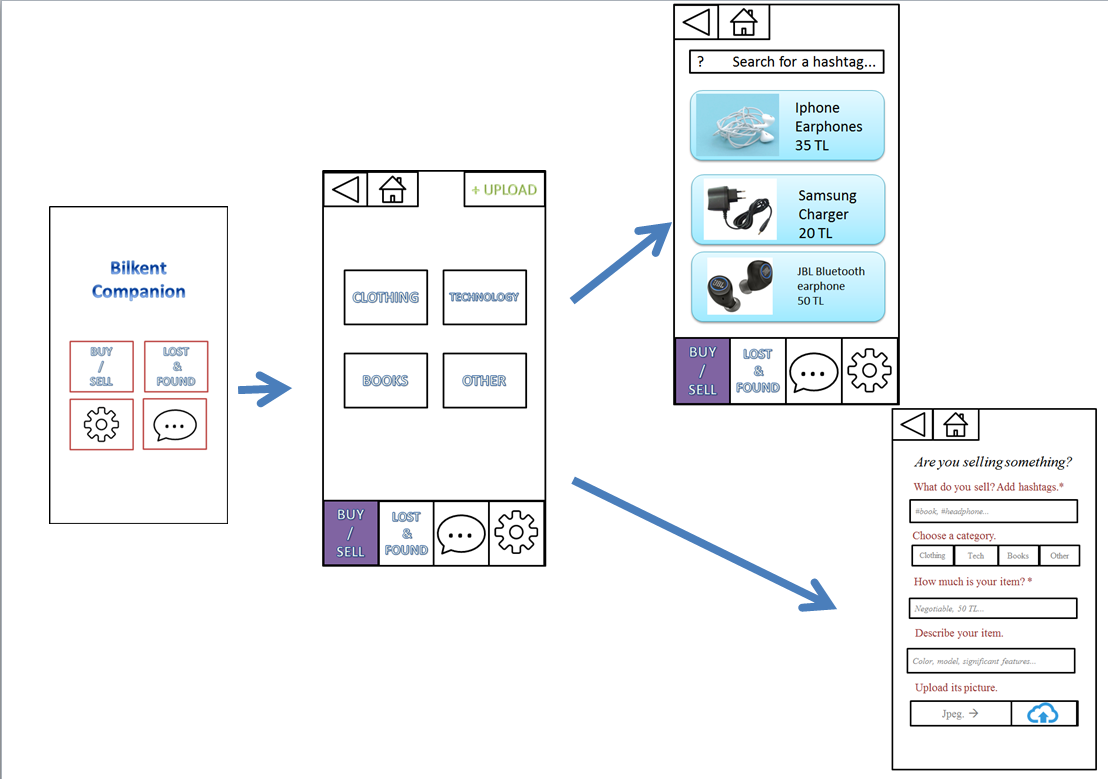 Bilkent
Companion
BUY
/
SELL
LOST
&
FOUND
+ UPLOAD
CLOTHING
TECHNOLOGY
BOOKS
OTHER
BUY
/
SELL
LOST
&
FOUND
? Search for a hashtag...
Iphone
Earphones
35 TL
Samsung
Charger
20 TL
JBL
JBL Bluetooth
earphone
50 TL
BUY
/
SELL
LOST
&
FOUND
Are you selling something?
What do you sell? Add hashtags.*
#book, #headphone...
Choose a category.
Clothing Tech Books Other
How much is your item? *
Negotiable, 50 TL...
Describe your item.
Color, model, significant features...
Upload its picture.
Jpeg. →